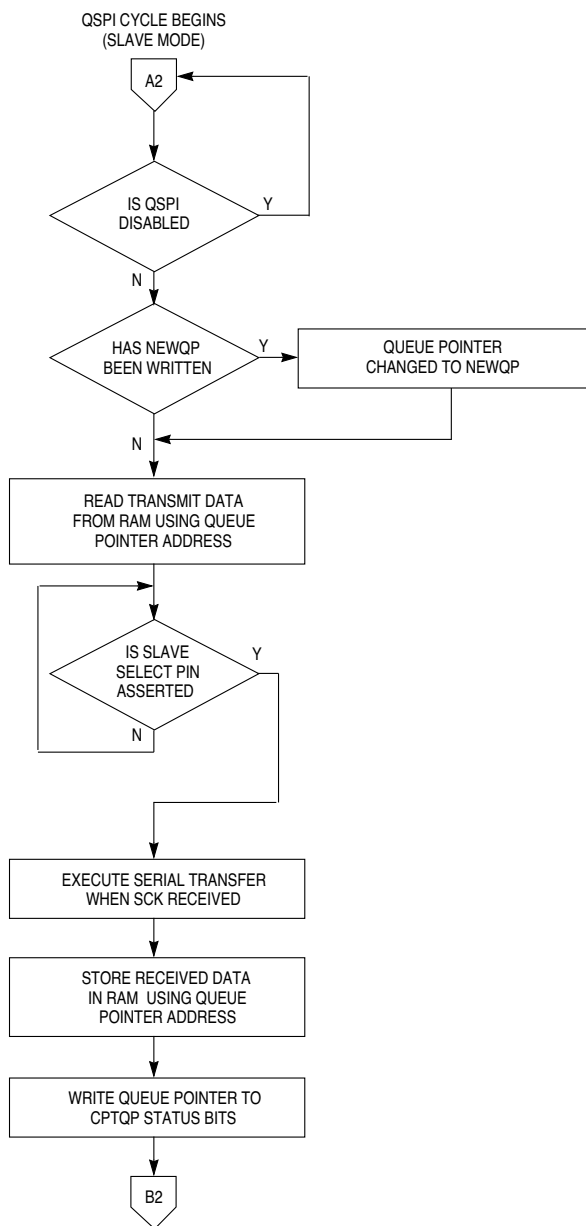 QSPI CYCLE BEGINS
(SLAVE MODE)
A2
IS QSPI
DISABLED
Y
N
HAS NEWQP
BEEN WRITTEN
Y
QUEUE POINTER
CHANGED TO NEWQP
N
READ TRANSMIT DATA
FROM RAM USING QUEUE
POINTER ADDRESS
IS SLAVE
SELECT PIN
ASSERTED
Y
N
EXECUTE SERIAL TRANSFER
WHEN SCK RECEIVED
STORE RECEIVED DATA
IN RAM USING QUEUE
POINTER ADDRESS
WRITE QUEUE POINTER TO
CPTQP STATUS BITS
B2